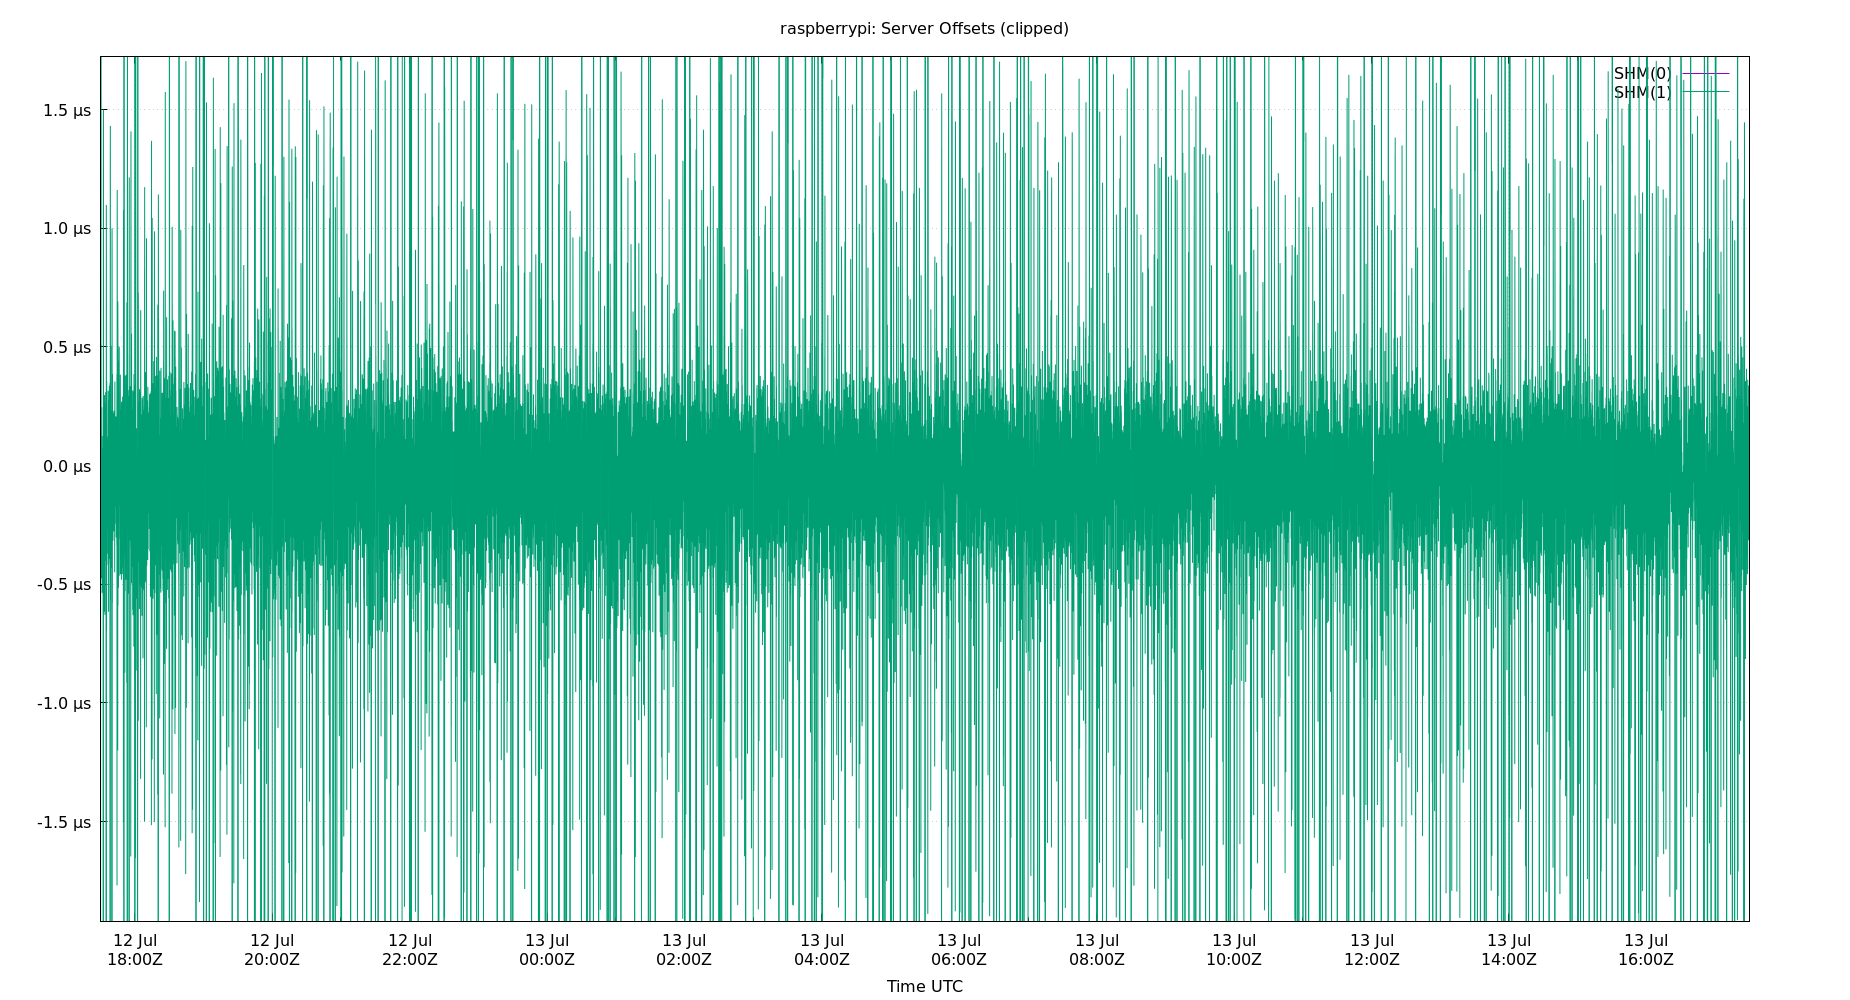 raspberrypi: Server Offsets (clipped)
SHM(0)
SHM(1)
1.5 µs
1.0 µs
0.5 µs
0.0 µs
-0.5 µs
-1.0 µs
-1.5 µs
12 Jul 12 Jul 12 Jul 13 Jul 13 Jul 13 Jul 13 Jul 13 Jul 13 Jul 13 Jul 13 Jul 13 Jul
18:00Z 20:00Z 22:00Z 00:00Z 02:00Z 04:00Z 06:00Z 08:00Z 10:00Z 12:00Z 14:00Z 16:00Z
Time UTC